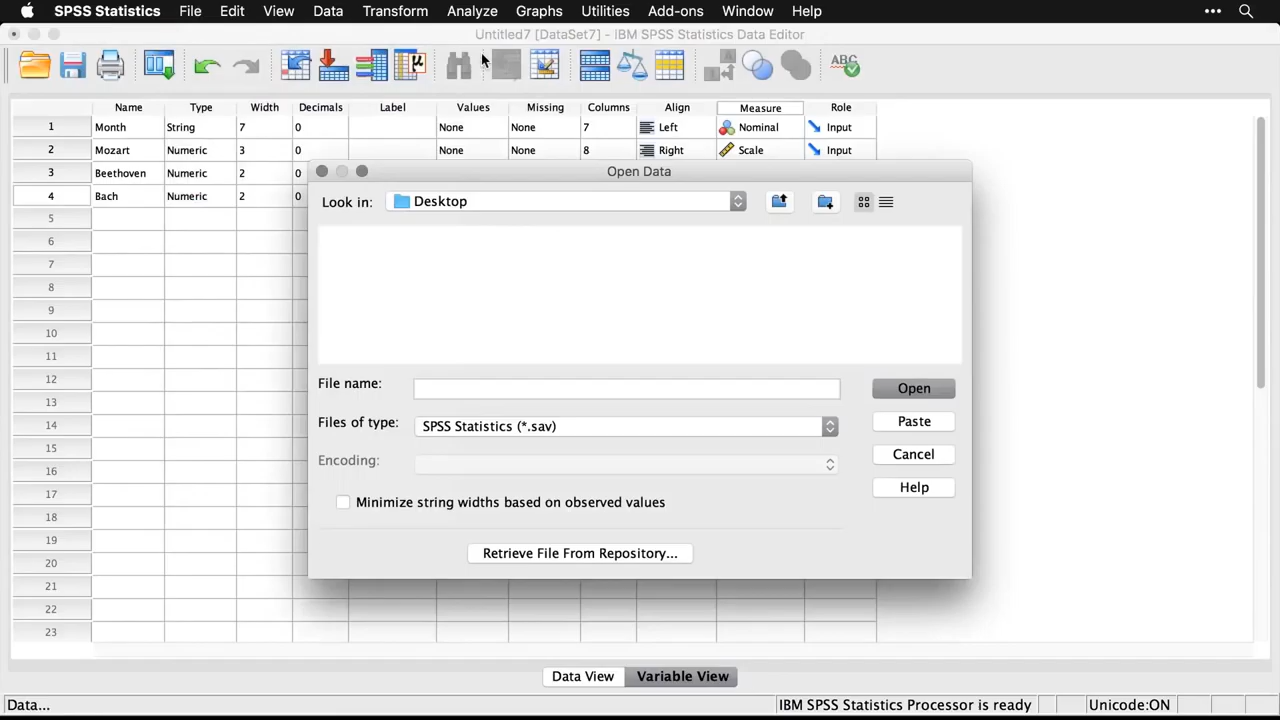 SPSS Statistics File Edit View Data Transform Analyze Graphs Utilities Add-ons Window Help
Untitled7 [DataSet7] - IBM SPSS Statistics Data Editor
Name Type Width Decimals Label Values Missing Columns Align Measure Role
1 Month String 7 0 None None 7 Left Nominal Input
2 Mozart Numeric 3 0 None None 8 Right Scale Input
3 Beethoven Numeric 2 0
4 Bach Numeric 2 0
5
6
7
8
9
10
11
12
13
14
15
16
17
18
19
20
21
22
23
Open Data
Look in: Desktop
File name:
Open
Files of type: SPSS Statistics (*.sav)
Paste
Encoding:
Cancel
Help
Minimize string widths based on observed values
Retrieve File From Repository...
Data View Variable View
Data... IBM SPSS Statistics Processor is ready Unicode:ON
μ
ABC